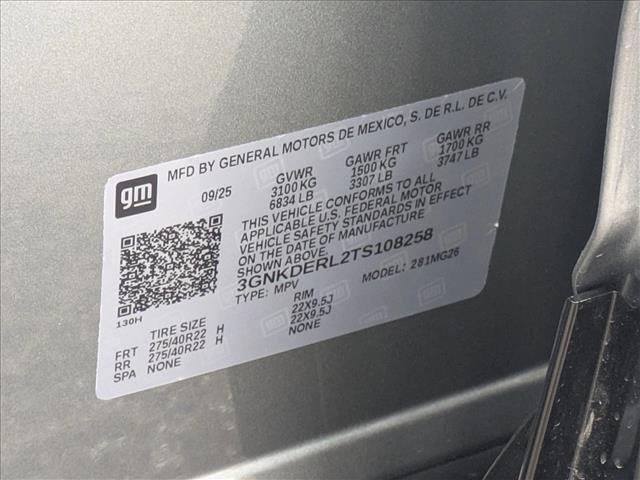 gm
MFD BY GENERAL MOTORS DE MEXICO, S. DE R.L. DE C.V.
09/25 GVWR GAWR FRT GAWR RR
3100 KG 1500 KG 1700 KG
6834 LB 3307 LB 3747 LB
THIS VEHICLE CONFORMS TO ALL
APPLICABLE U.S. FEDERAL MOTOR
VEHICLE SAFETY STANDARDS IN EFFECT
ON THE DATE OF MANUFACTURE
SHOWN ABOVE.
3GNKDERL2TS108258
TYPE: MPV MODEL: 281MG26
130H
TIRE SIZE RIM
FRT 275/40R22 H 22X9.5J
RR 275/40R22 H 22X9.5J
SPA NONE NONE